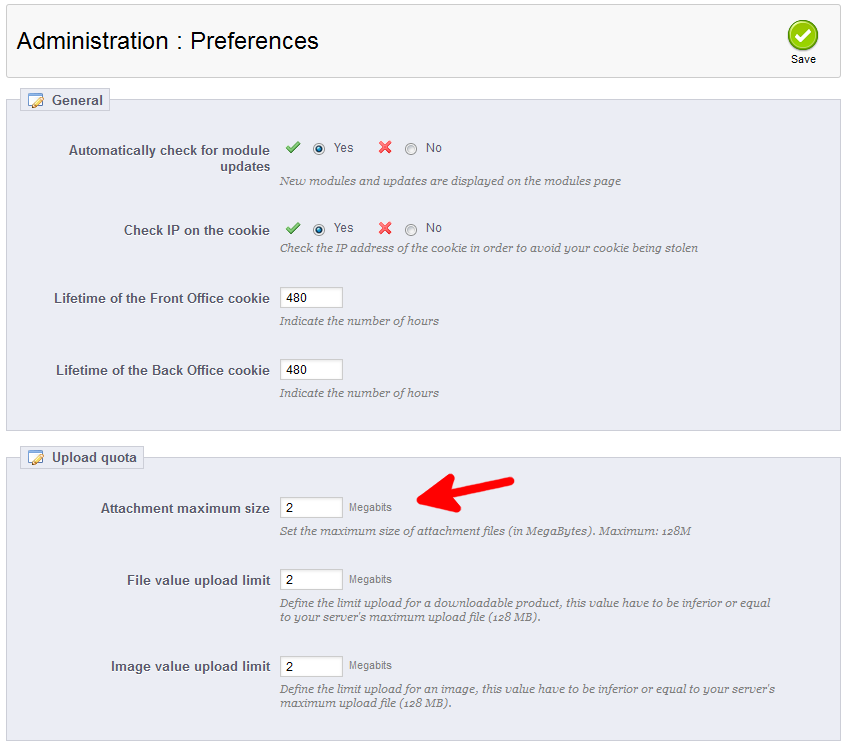 Administration : Preferences
Save
General
Automatically check for module
updates
Yes
No
New modules and updates are displayed on the modules page
Check IP on the cookie
Yes
No
Check the IP address of the cookie in order to avoid your cookie being stolen
Lifetime of the Front Office cookie
480
Indicate the number of hours
Lifetime of the Back Office cookie
480
Indicate the number of hours
Upload quota
Attachment maximum size
2
Megabits
Set the maximum size of attachment files (in MegaBytes). Maximum: 128M
File value upload limit
2
Megabits
Define the limit upload for a downloadable product, this value have to be inferior or equal
to your server's maximum upload file (128 MB).
Image value upload limit
2
Megabits
Define the limit upload for an image, this value have to be inferior or equal to your server's
maximum upload file (128 MB).